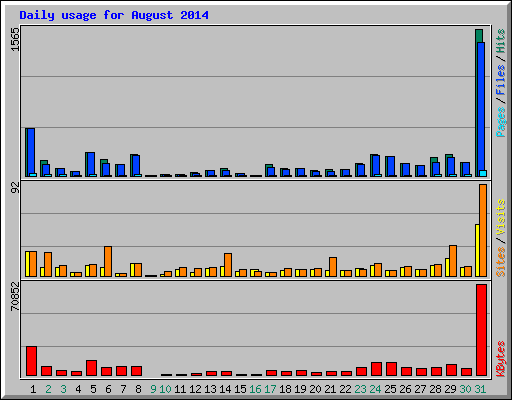 Daily usage for August 2014
1565
Pages / Files / Hits
92
Sites / Visits
70852
KBytes
1 2 3 4 5 6 7 8 9 10 11 12 13 14 15 16 17 18 19 20 21 22 23 24 25 26 27 28 29 30 31